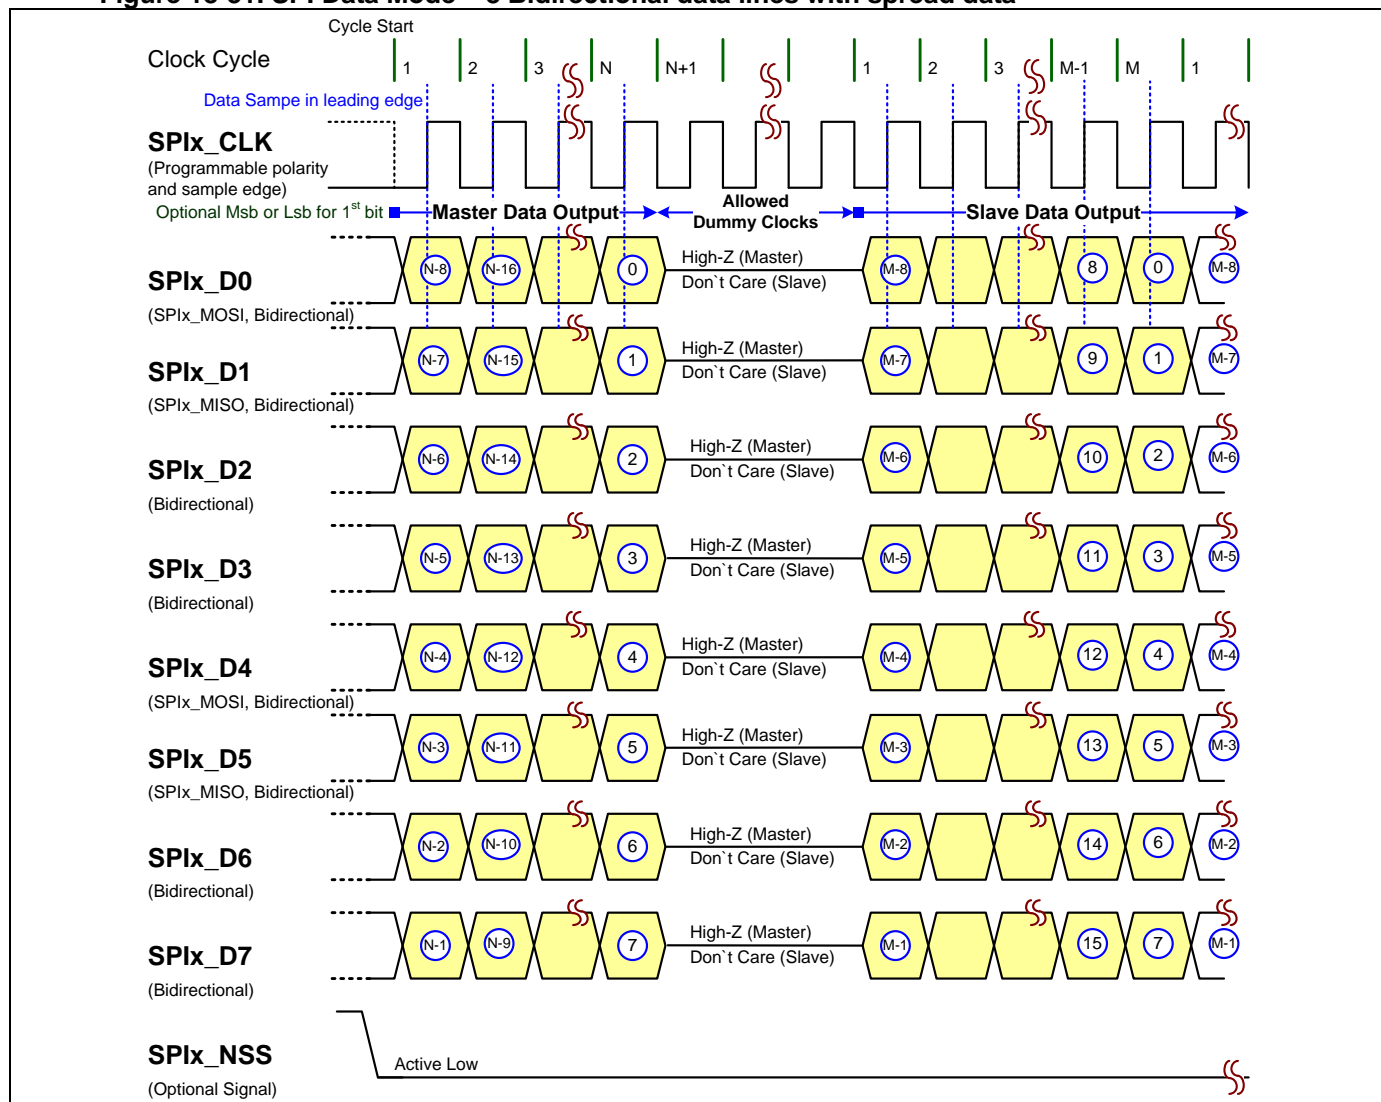 Cycle Start
Clock Cycle 1 2 3 N N+1 1 2 3 M-1 M 1
Data Sampe in leading edge
SPIx_CLK
(Programmable polarity
and sample edge)
Optional Msb or Lsb for 1st bit Master Data Output Allowed Dummy Clocks Slave Data Output
SPIx_D0 N-8 N-16 0 High-Z (Master) Don`t Care (Slave) M-8 8 0 M-8
(SPIx_MOSI, Bidirectional)
SPIx_D1 N-7 N-15 1 High-Z (Master) Don`t Care (Slave) M-7 9 1 M-7
(SPIx_MISO, Bidirectional)
SPIx_D2 N-6 N-14 2 High-Z (Master) Don`t Care (Slave) M-6 10 2 M-6
(Bidirectional)
SPIx_D3 N-5 N-13 3 High-Z (Master) Don`t Care (Slave) M-5 11 3 M-5
(Bidirectional)
SPIx_D4 N-4 N-12 4 High-Z (Master) Don`t Care (Slave) M-4 12 4 M-4
(SPIx_MOSI, Bidirectional)
SPIx_D5 N-3 N-11 5 High-Z (Master) Don`t Care (Slave) M-3 13 5 M-3
(SPIx_MISO, Bidirectional)
SPIx_D6 N-2 N-10 6 High-Z (Master) Don`t Care (Slave) M-2 14 6 M-2
(Bidirectional)
SPIx_D7 N-1 N-9 7 High-Z (Master) Don`t Care (Slave) M-1 15 7 M-1
(Bidirectional)
SPIx_NSS Active Low
(Optional Signal)